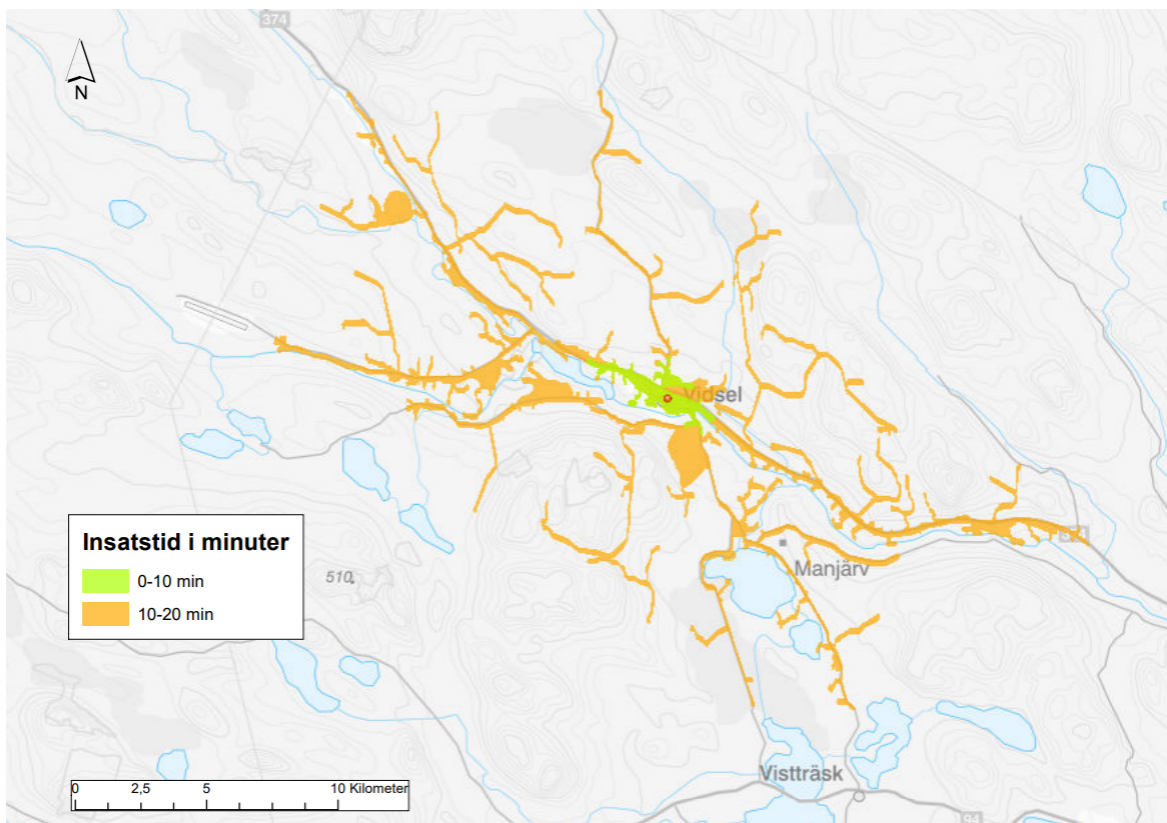 374
N
Vidsel
Insatstid i minuter
0-10 min
10-20 min
510
Manjärv
Vistträsk
0 2,5 5 10 Kilometer
94